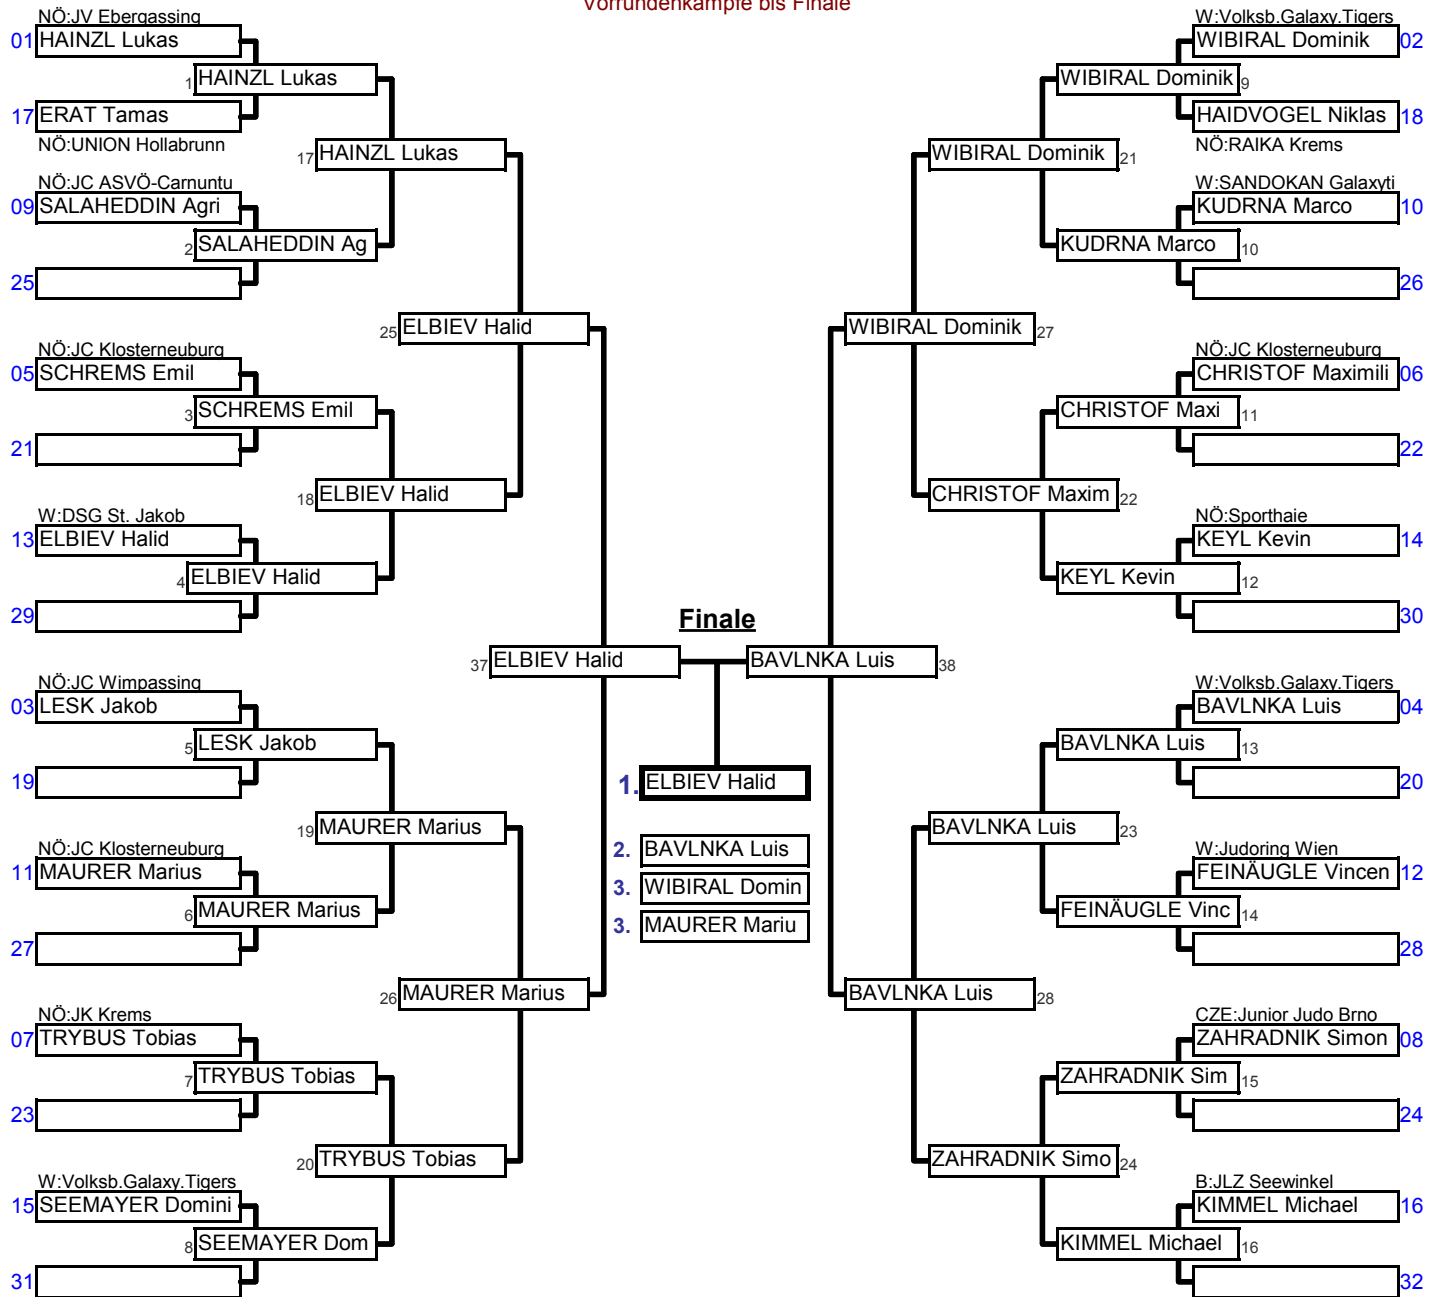 Vorrundenkämpfe bis Finale
NÖ:JV Ebergassing
01 HAINZL Lukas
1 HAINZL Lukas
17 ERAT Tamas
NÖ:UNION Hollabrunn
17 HAINZL Lukas
NÖ:JC ASVÖ-Carnuntu
09 SALAHEDDIN Agri
2 SALAHEDDIN Ag
25
25 ELBIEV Halid
NÖ:JC Klosterneuburg
05 SCHREMS Emil
3 SCHREMS Emil
21
18 ELBIEV Halid
W:DSG St. Jakob
13 ELBIEV Halid
4 ELBIEV Halid
29
37 ELBIEV Halid
NÖ:JC Wimpassing
03 LESK Jakob
5 LESK Jakob
19
19 MAURER Marius
NÖ:JC Klosterneuburg
11 MAURER Marius
6 MAURER Marius
27
26 MAURER Marius
NÖ:JK Krems
07 TRYBUS Tobias
7 TRYBUS Tobias
23
20 TRYBUS Tobias
W:Volksb.Galaxy.Tigers
15 SEEMAYER Domini
8 SEEMAYER Dom
31
Finale
1. ELBIEV Halid
2. BAVLNKA Luis
3. WIBIRAL Domin
3. MAURER Mariu
W:Volksb.Galaxy.Tigers
WIBIRAL Dominik 02
WIBIRAL Dominik 9
HAIDVOGEL Niklas 18
NÖ:RAIKA Krems
WIBIRAL Dominik 21
W:SANDOKAN Galaxyti
KUDRNA Marco 10
KUDRNA Marco 10
26
WIBIRAL Dominik 27
NÖ:JC Klosterneuburg
CHRISTOF Maximili 06
CHRISTOF Maxi 11
22
CHRISTOF Maxim 22
NÖ:Sporthaie
KEYL Kevin 14
KEYL Kevin 12
30
BAVLNKA Luis 38
W:Volksb.Galaxy.Tigers
BAVLNKA Luis 04
BAVLNKA Luis 13
20
BAVLNKA Luis 23
W:Judoring Wien
FEINÄUGLE Vincen 12
FEINÄUGLE Vinc 14
28
BAVLNKA Luis 28
CZE:Junior Judo Brno
ZAHRADNIK Simon 08
ZAHRADNIK Sim 15
24
ZAHRADNIK Simo 24
B:JLZ Seewinkel
KIMMEL Michael 16
KIMMEL Michael 16
32